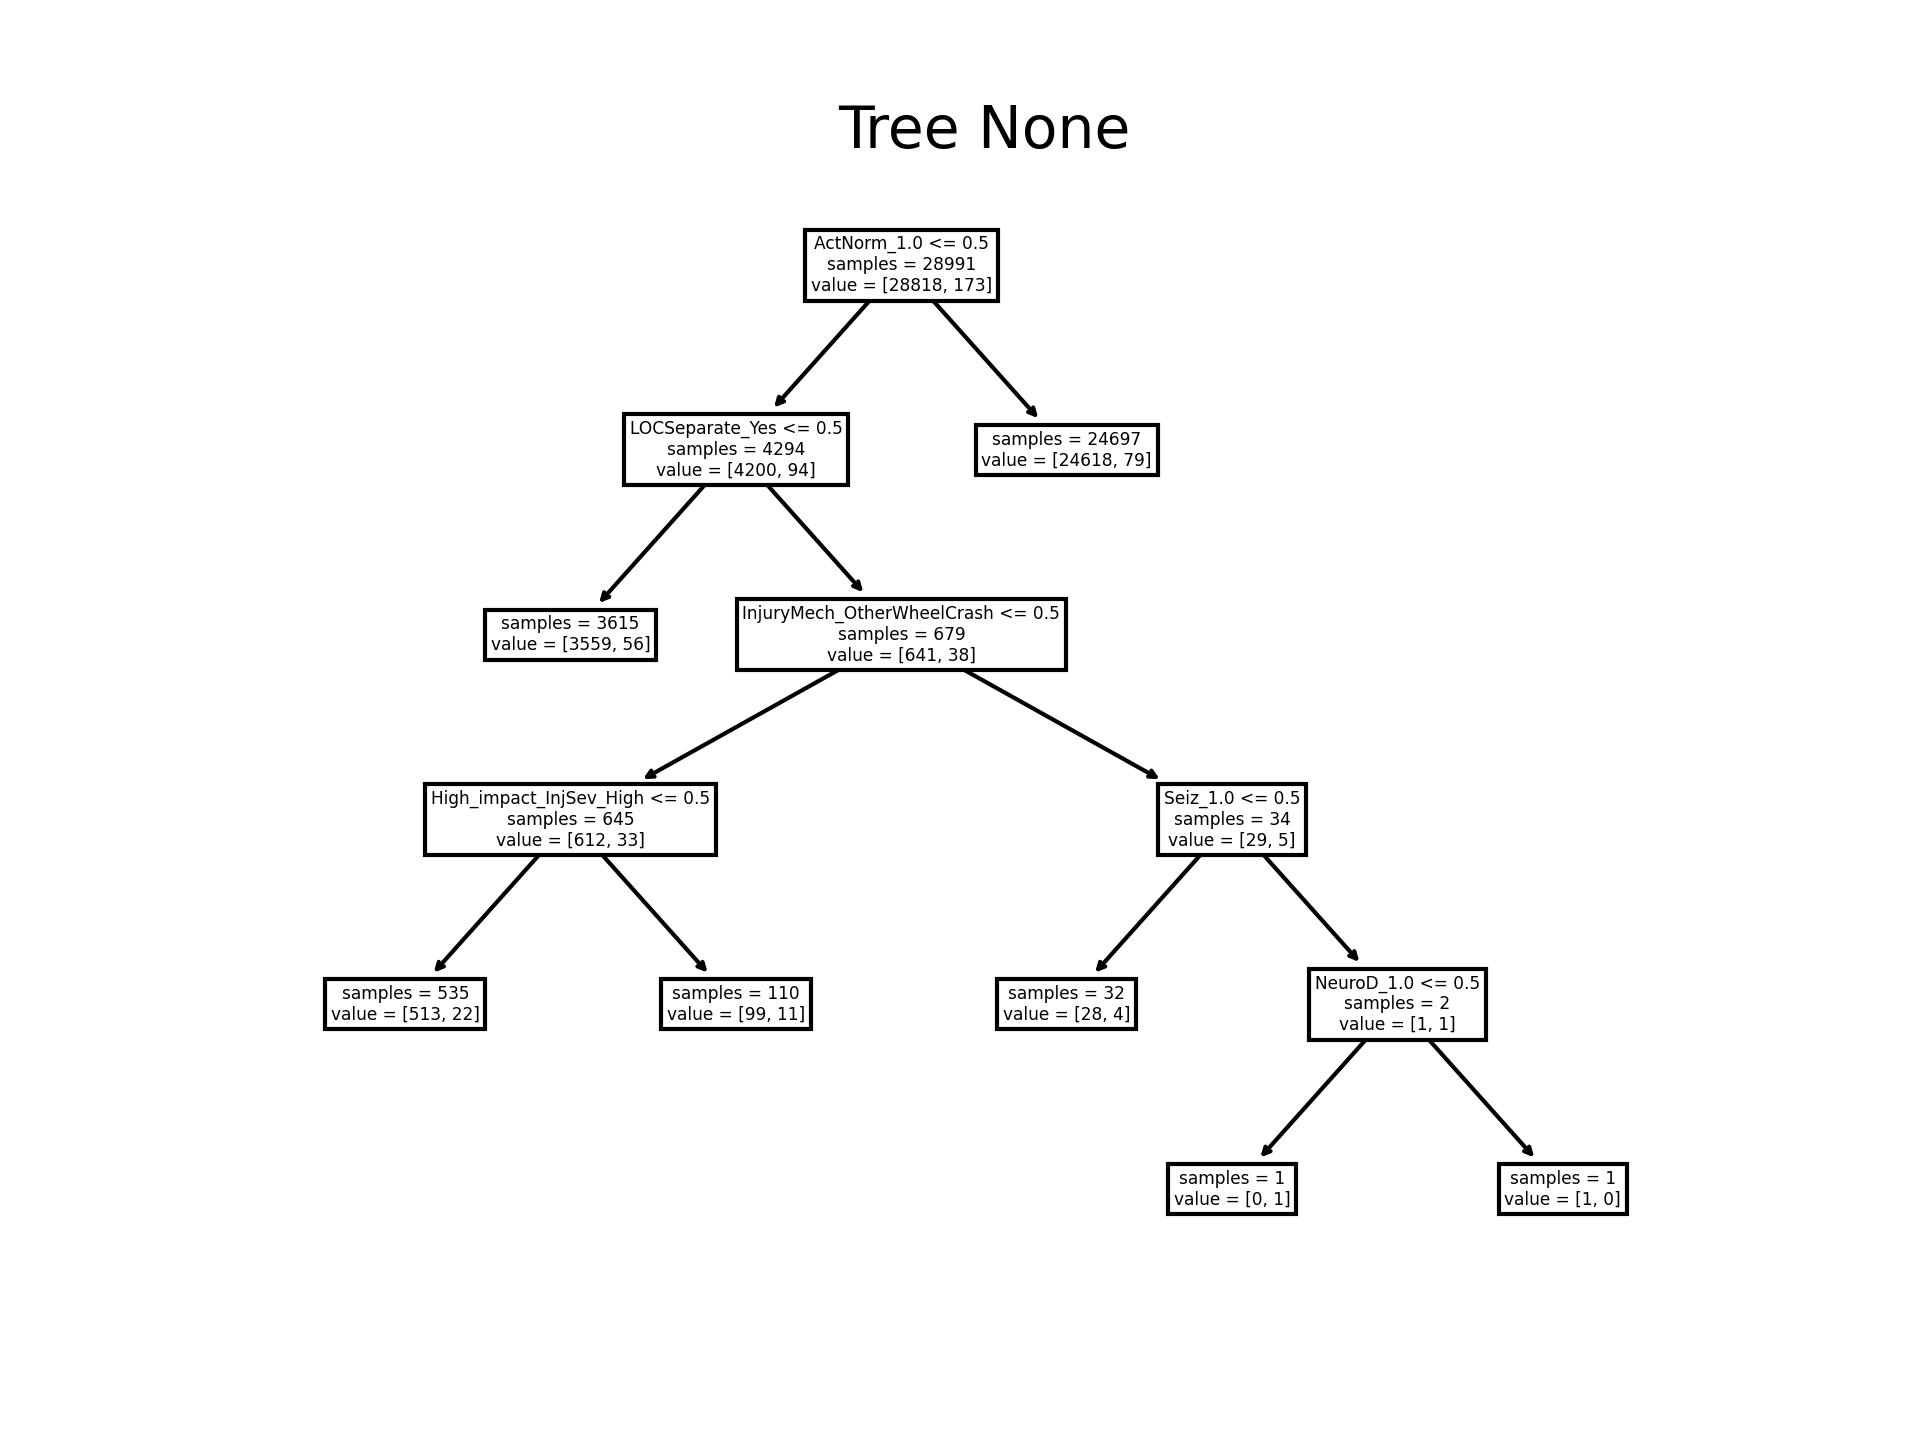 Tree None
ActNorm_1.0 <= 0.5
samples = 28991
value = [28818, 173]
LOCSeparate_Yes <= 0.5
samples = 4294
value = [4200, 94]
samples = 24697
value = [24618, 79]
samples = 3615
value = [3559, 56]
InjuryMech_OtherWheelCrash <= 0.5
samples = 679
value = [641, 38]
High_impact_InjSev_High <= 0.5
samples = 645
value = [612, 33]
Seiz_1.0 <= 0.5
samples = 34
value = [29, 5]
samples = 535
value = [513, 22]
samples = 110
value = [99, 11]
samples = 32
value = [28, 4]
NeuroD_1.0 <= 0.5
samples = 2
value = [1, 1]
samples = 1
value = [0, 1]
samples = 1
value = [1, 0]